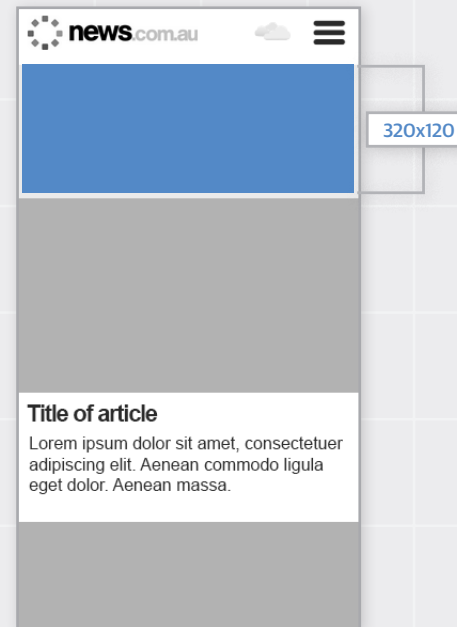 news.com.au
320x120
Title of article
Lorem ipsum dolor sit amet, consectetuer
adipiscing elit. Aenean commodo ligula
eget dolor. Aenean massa.